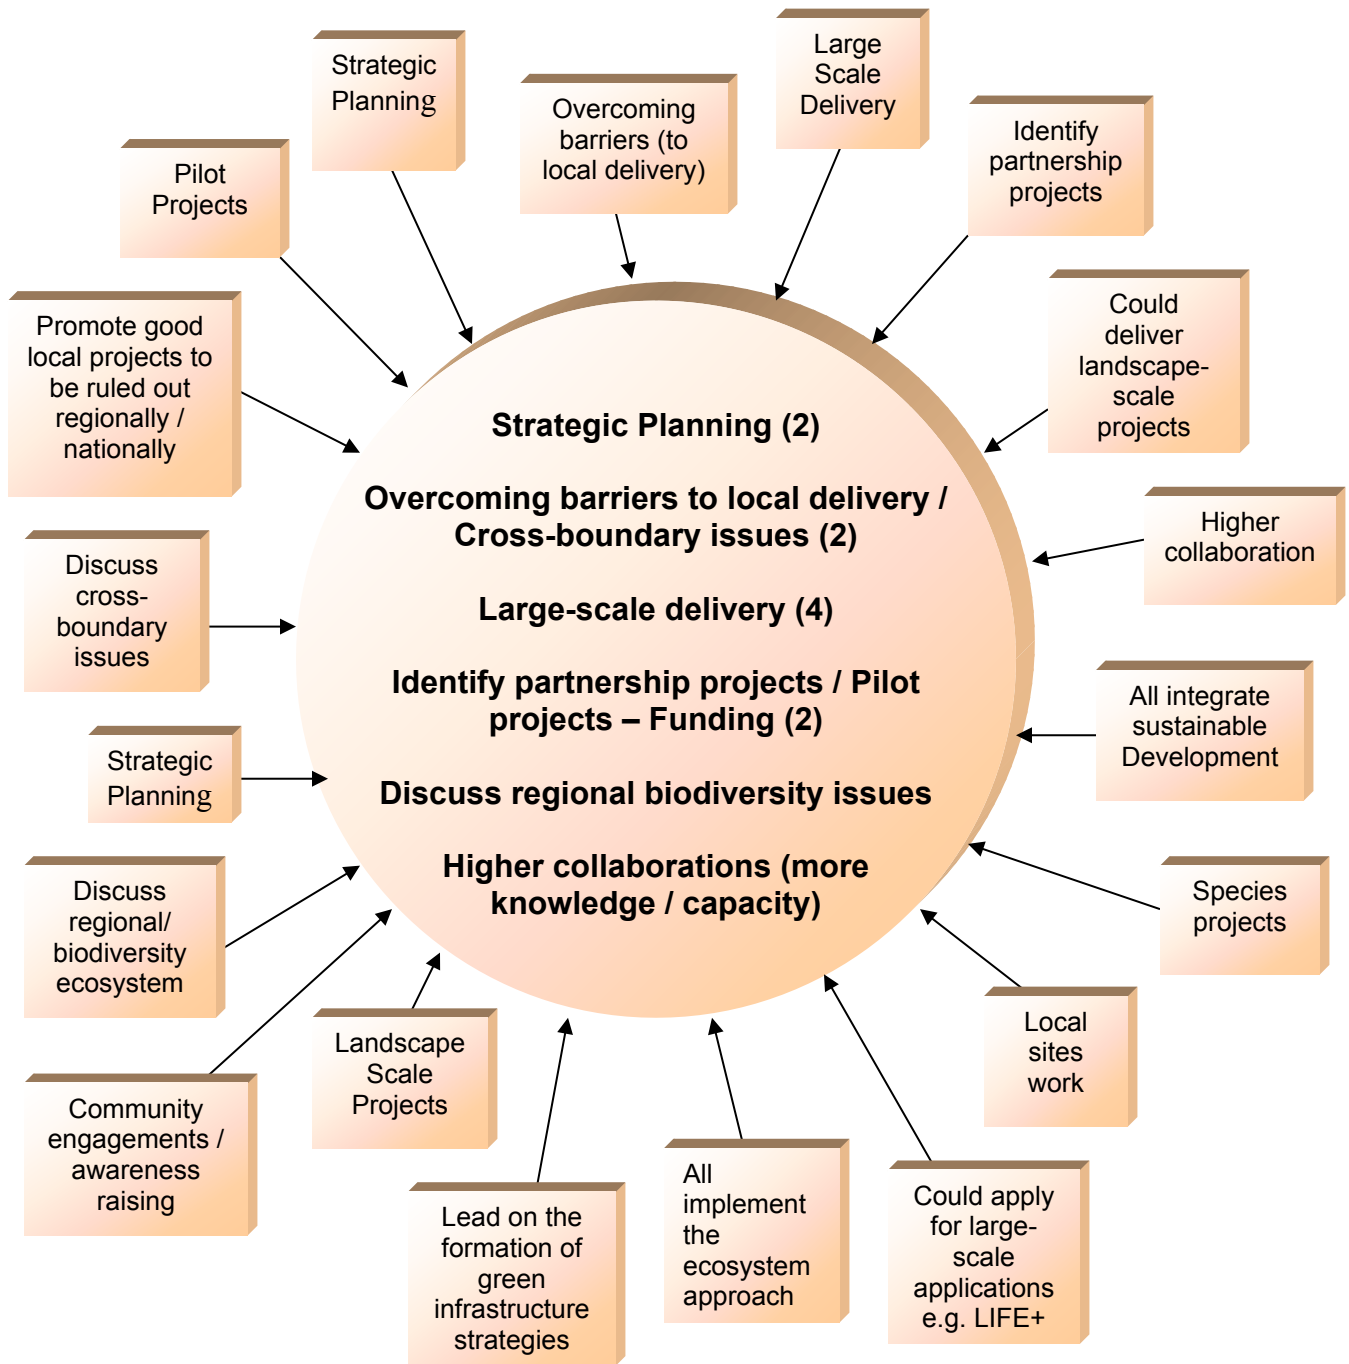 Strategic
Planning
Large
Scale
Delivery
Overcoming
barriers (to
local delivery)
Identify
partnership
projects
Pilot
Projects
Could
deliver
landscape-
scale
projects
Promote good
local projects to
be ruled out
regionally /
nationally
Strategic Planning (2)
Overcoming barriers to local delivery /
Cross-boundary issues (2)
Large-scale delivery (4)
Identify partnership projects / Pilot
projects – Funding (2)
Discuss regional biodiversity issues
Higher collaborations (more
knowledge / capacity)
Higher
collaboration
Discuss
cross-
boundary
issues
All integrate
sustainable
Development
Strategic
Planning
Species
projects
Discuss
regional/
biodiversity
ecosystem
Local
sites
work
Landscape
Scale
Projects
Community
engagements /
awareness
raising
All
implement
the
ecosystem
approach
Could apply
for large-
scale
applications
e.g. LIFE+
Lead on the
formation of
green
infrastructure
strategies